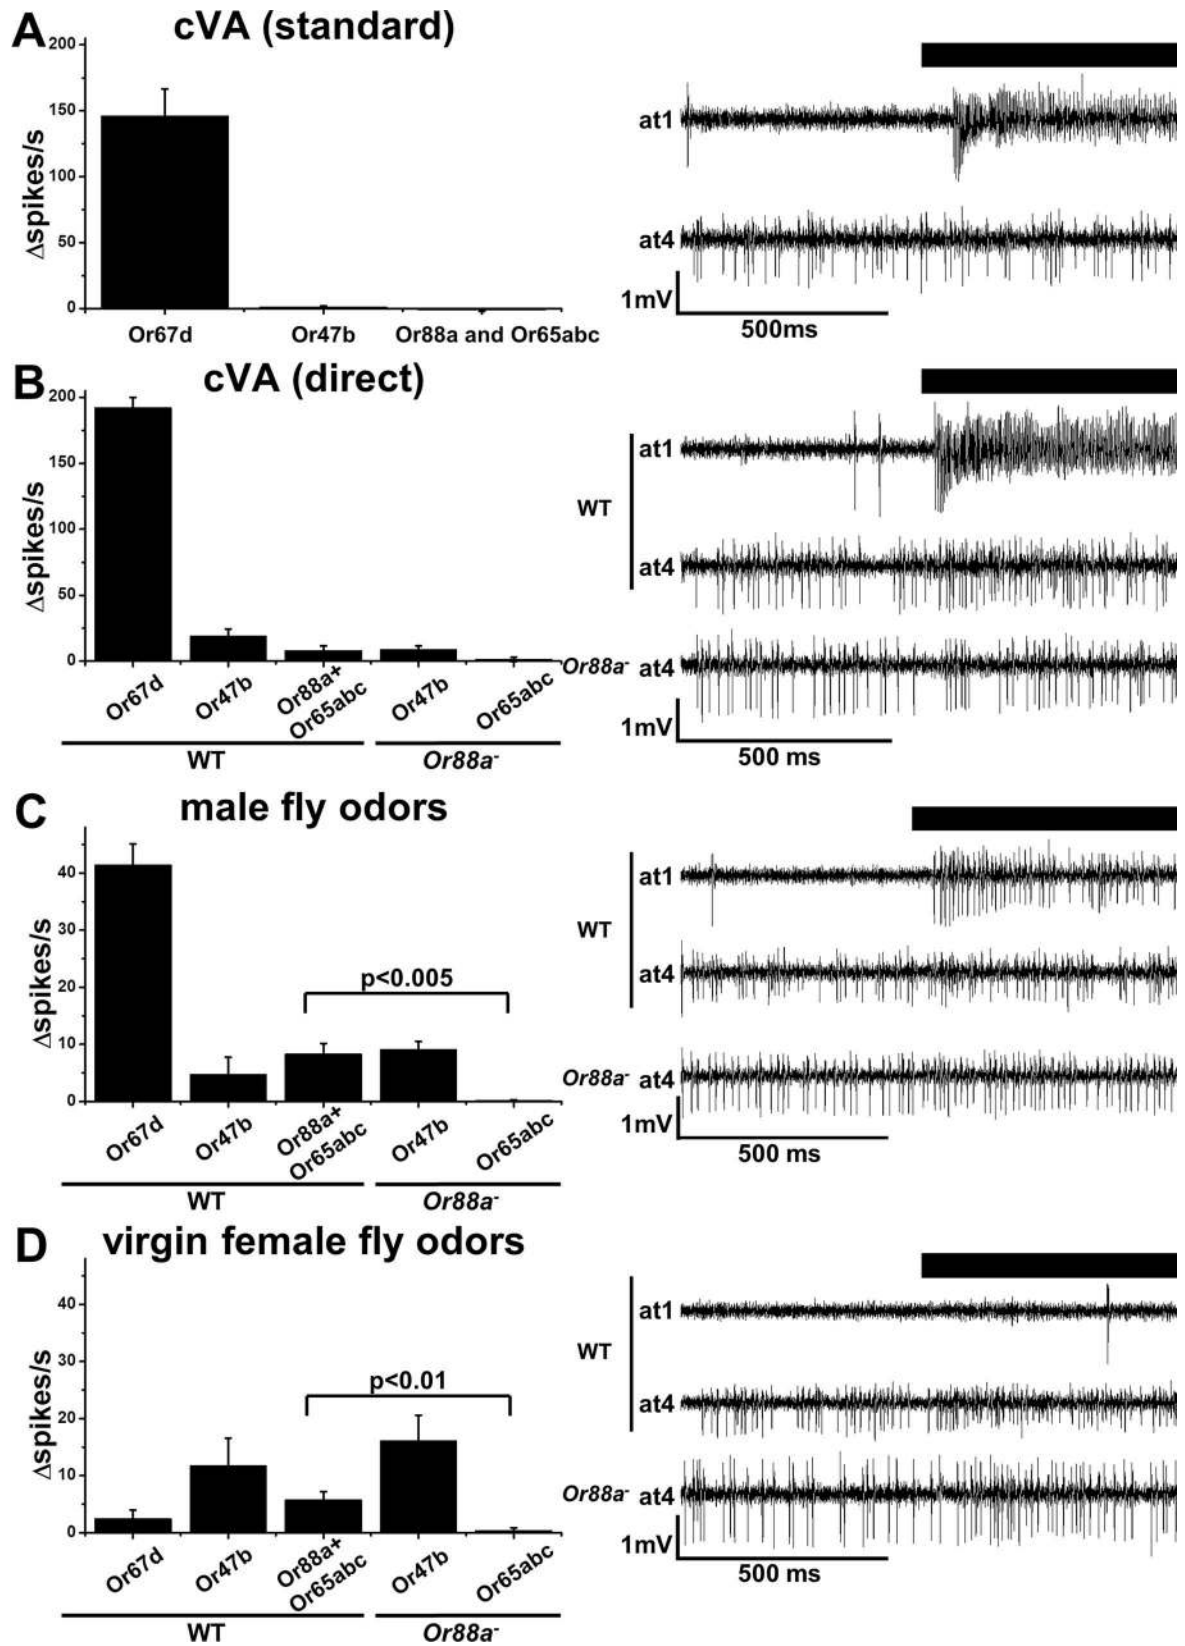 A
cVA (standard)
200
150
100
50
0
Δspikes/s
Or67d
Or47b
Or88a and Or65abc
at1
at4
1mV
500ms
B
cVA (direct)
200
150
100
50
0
Δspikes/s
Or67d
Or47b
Or88a+
Or65abc
Or47b
Or65abc
WT
Or88a-
WT
at1
at4
Or88a- at4
1mV
500 ms
C
male fly odors
40
30
20
10
0
Δspikes/s
p<0.005
Or67d
Or47b
Or88a+
Or65abc
Or47b
Or65abc
WT
Or88a-
WT
at1
at4
Or88a- at4
1mV
500 ms
D
virgin female fly odors
40
30
20
10
0
Δspikes/s
p<0.01
Or67d
Or47b
Or88a+
Or65abc
Or47b
Or65abc
WT
Or88a-
WT
at1
at4
Or88a- at4
1mV
500 ms